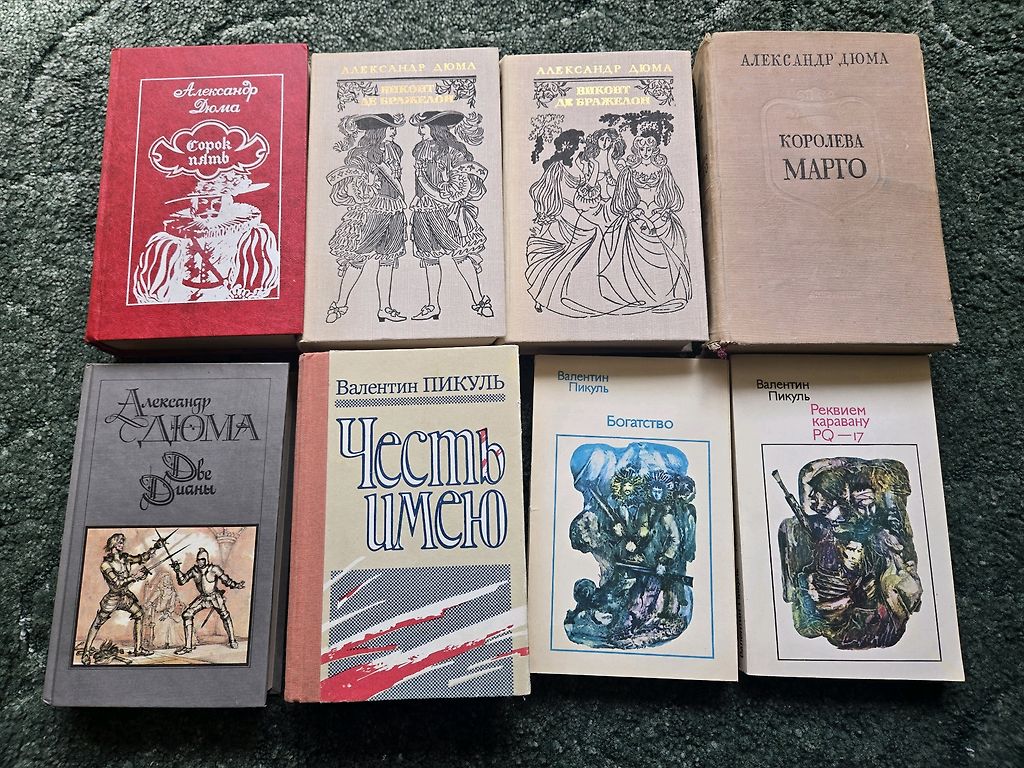 Александр
Дюма
Сорок
пять
АЛЕКСАНДР ДЮМА
ВИКОНТ
ДЕ БРАЖЕЛОН
АЛЕКСАНДР ДЮМА
ВИКОНТ
ДЕ БРАЖЕЛОН
АЛЕКСАНДР ДЮМА
КОРОЛЕВА
МАРГО
Александр
ДЮМА
Две
Дианы
Валентин ПИКУЛЬ
Честь
имею
Валентин
Пикуль
Богатство
Валентин
Пикуль
Реквием
каравану
PQ—17